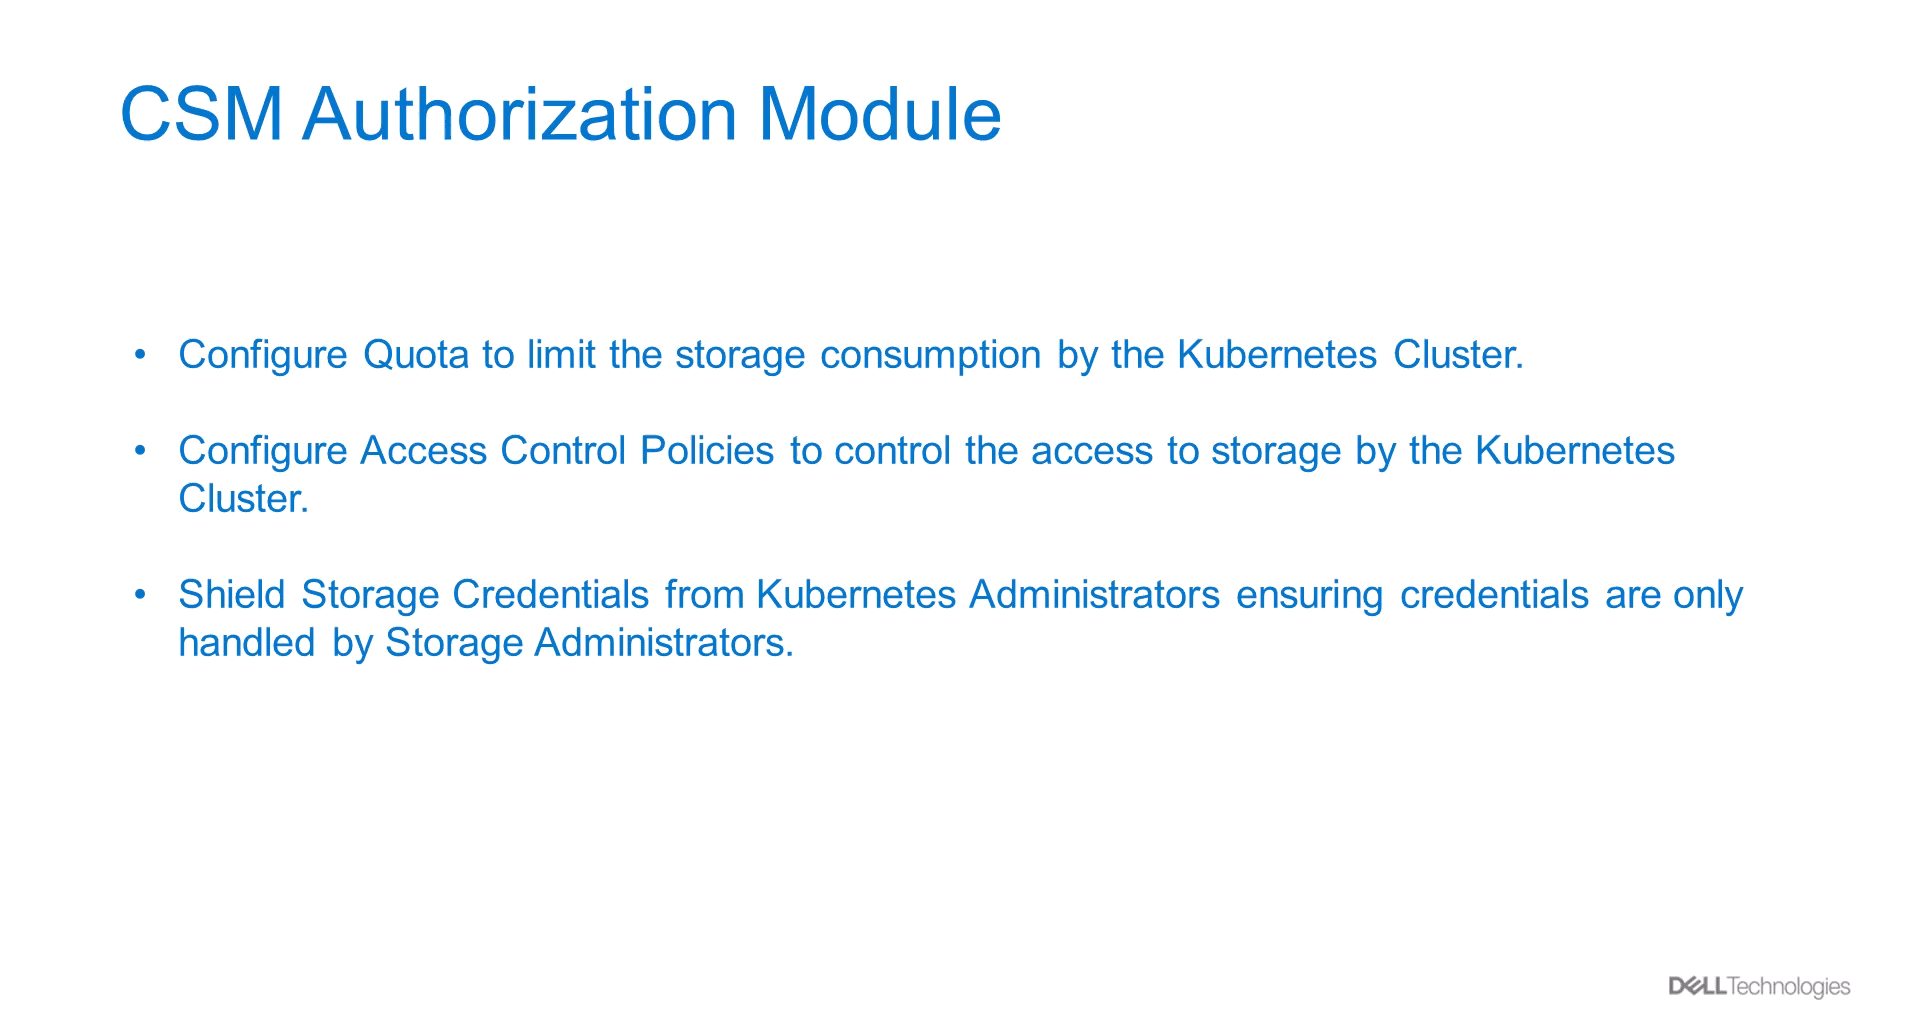 CSM Authorization Module
• Configure Quota to limit the storage consumption by the Kubernetes Cluster.
• Configure Access Control Policies to control the access to storage by the Kubernetes
Cluster.
• Shield Storage Credentials from Kubernetes Administrators ensuring credentials are only
handled by Storage Administrators.
DELLTechnologies